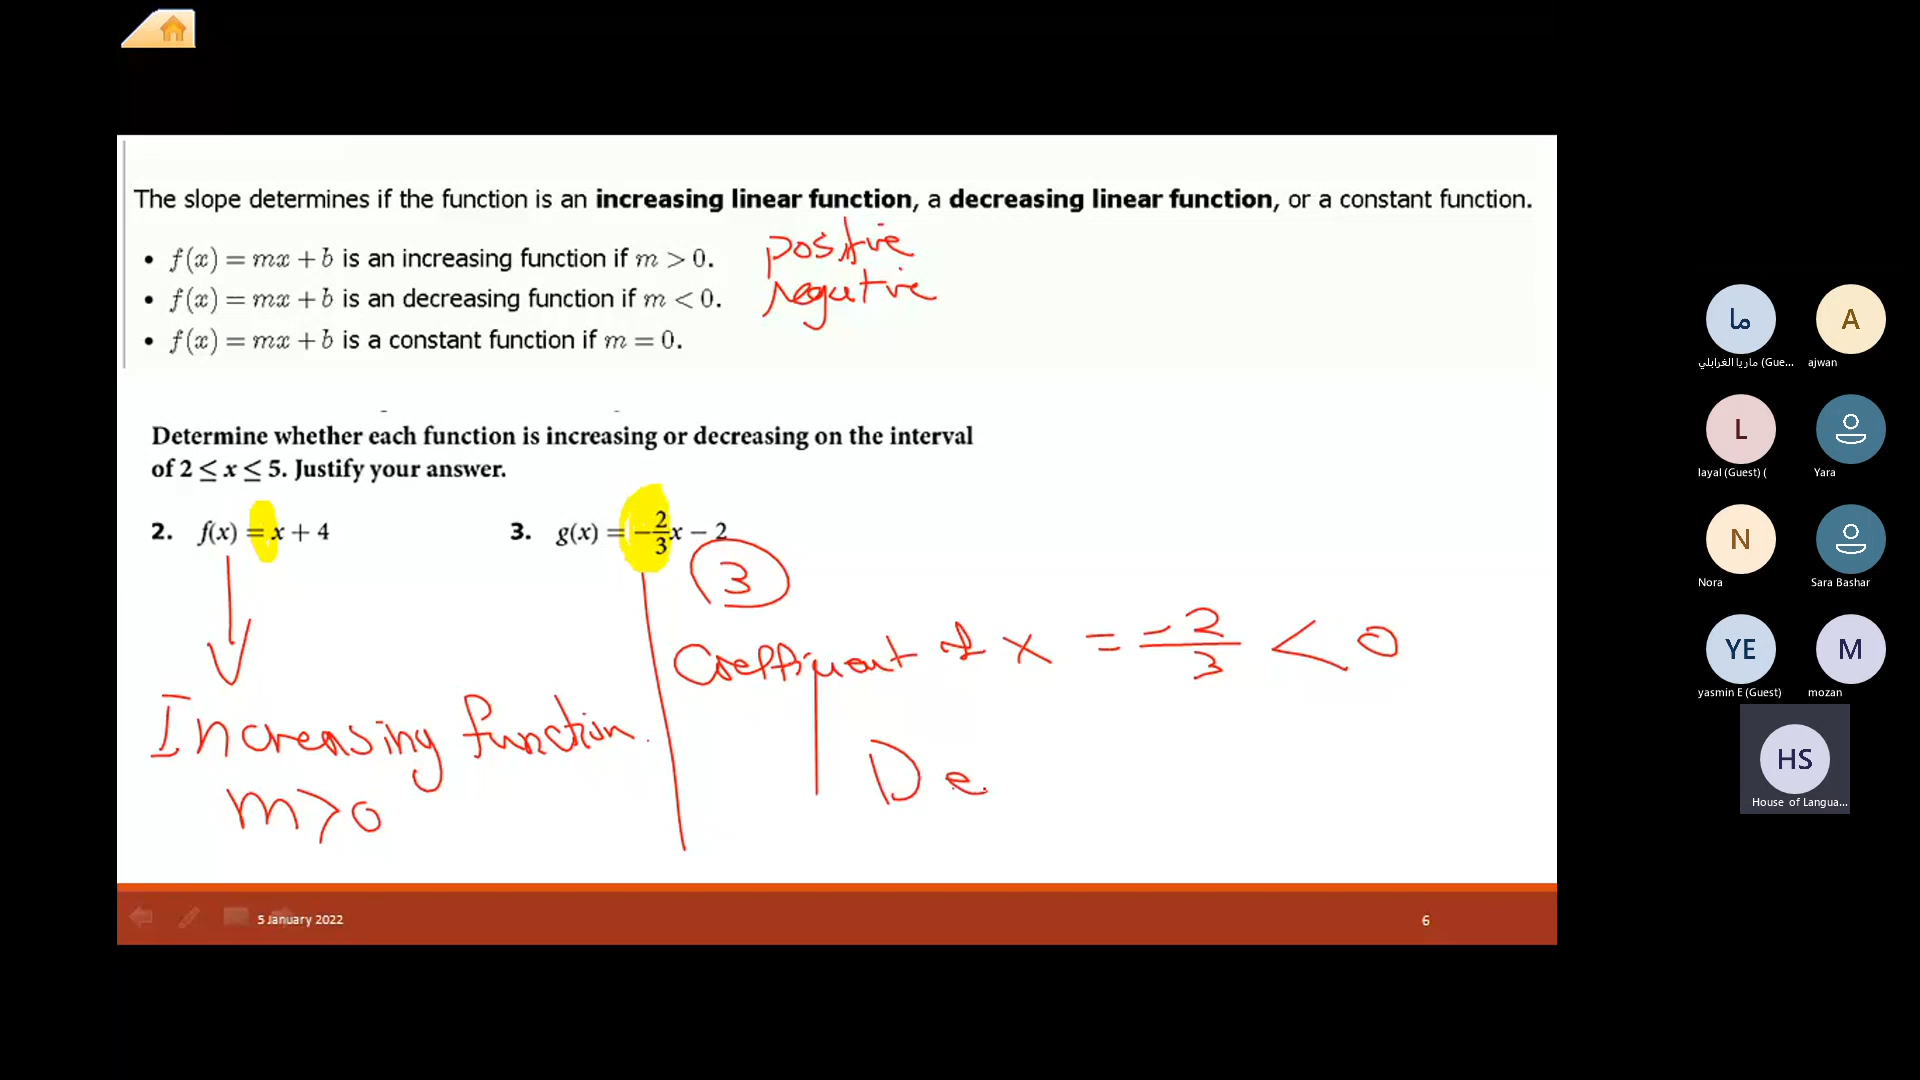 The slope determines if the function is an increasing linear function, a decreasing linear function, or a constant function.
• f(x) = mx + b is an increasing function if m > 0. positive
• f(x) = mx + b is an decreasing function if m < 0. negative
• f(x) = mx + b is a constant function if m = 0.
Determine whether each function is increasing or decreasing on the interval
of 2 ≤ x ≤ 5. Justify your answer.
2. f(x) = x + 4
3. g(x) = -2/3x - 2
Increasing function.
m>0
3
Coefficient of x = -2/3 < 0
De
5 January 2022
6
ما
ماريا الغرابلي (Gue...
A
ajwan
L
layal (Guest) (
Yara
N
Nora
Sara Bashar
YE
yasmin E (Guest)
M
mozan
HS
House of Langua...